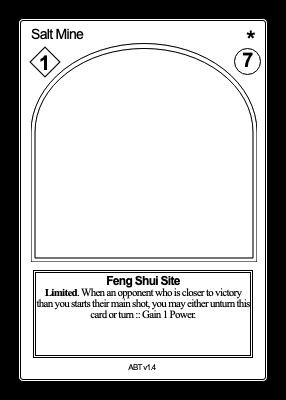 Salt Mine *
1 7
Feng Shui Site
Limited. When an opponent who is closer to victory
than you starts their main shot, you may either unturn this
card or turn :: Gain 1 Power.
ABT v1.4